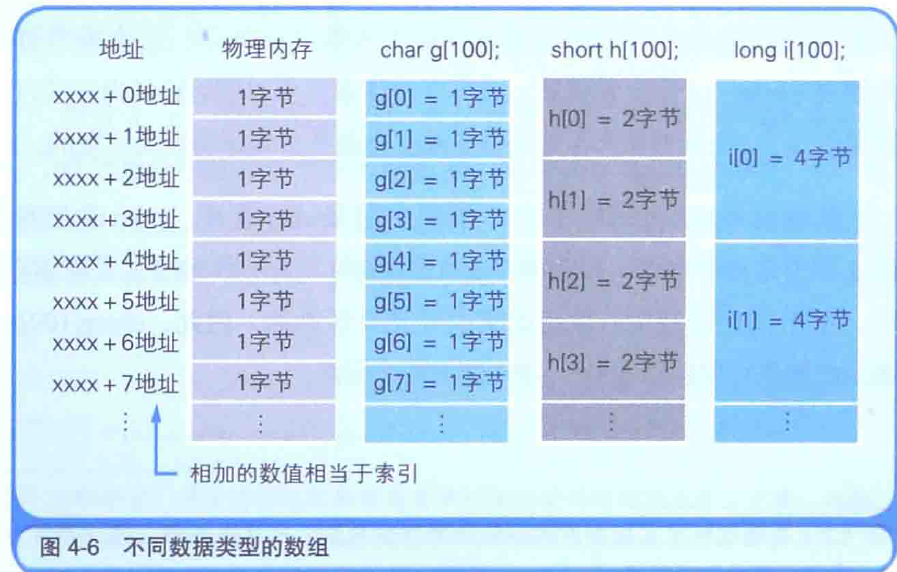 地址 物理内存 char g[100]; short h[100]; long i[100];
xxxx+0地址 1字节 g[0] = 1字节 h[0] = 2字节 i[0] = 4字节
xxxx+1地址 1字节 g[1] = 1字节
xxxx+2地址 1字节 g[2] = 1字节 h[1] = 2字节
xxxx+3地址 1字节 g[3] = 1字节
xxxx+4地址 1字节 g[4] = 1字节 h[2] = 2字节 i[1] = 4字节
xxxx+5地址 1字节 g[5] = 1字节
xxxx+6地址 1字节 g[6] = 1字节 h[3] = 2字节
xxxx+7地址 1字节 g[7] = 1字节
⋮ ⋮ ⋮ ⋮ ⋮
相加的数值相当于索引
图 4-6 不同数据类型的数组